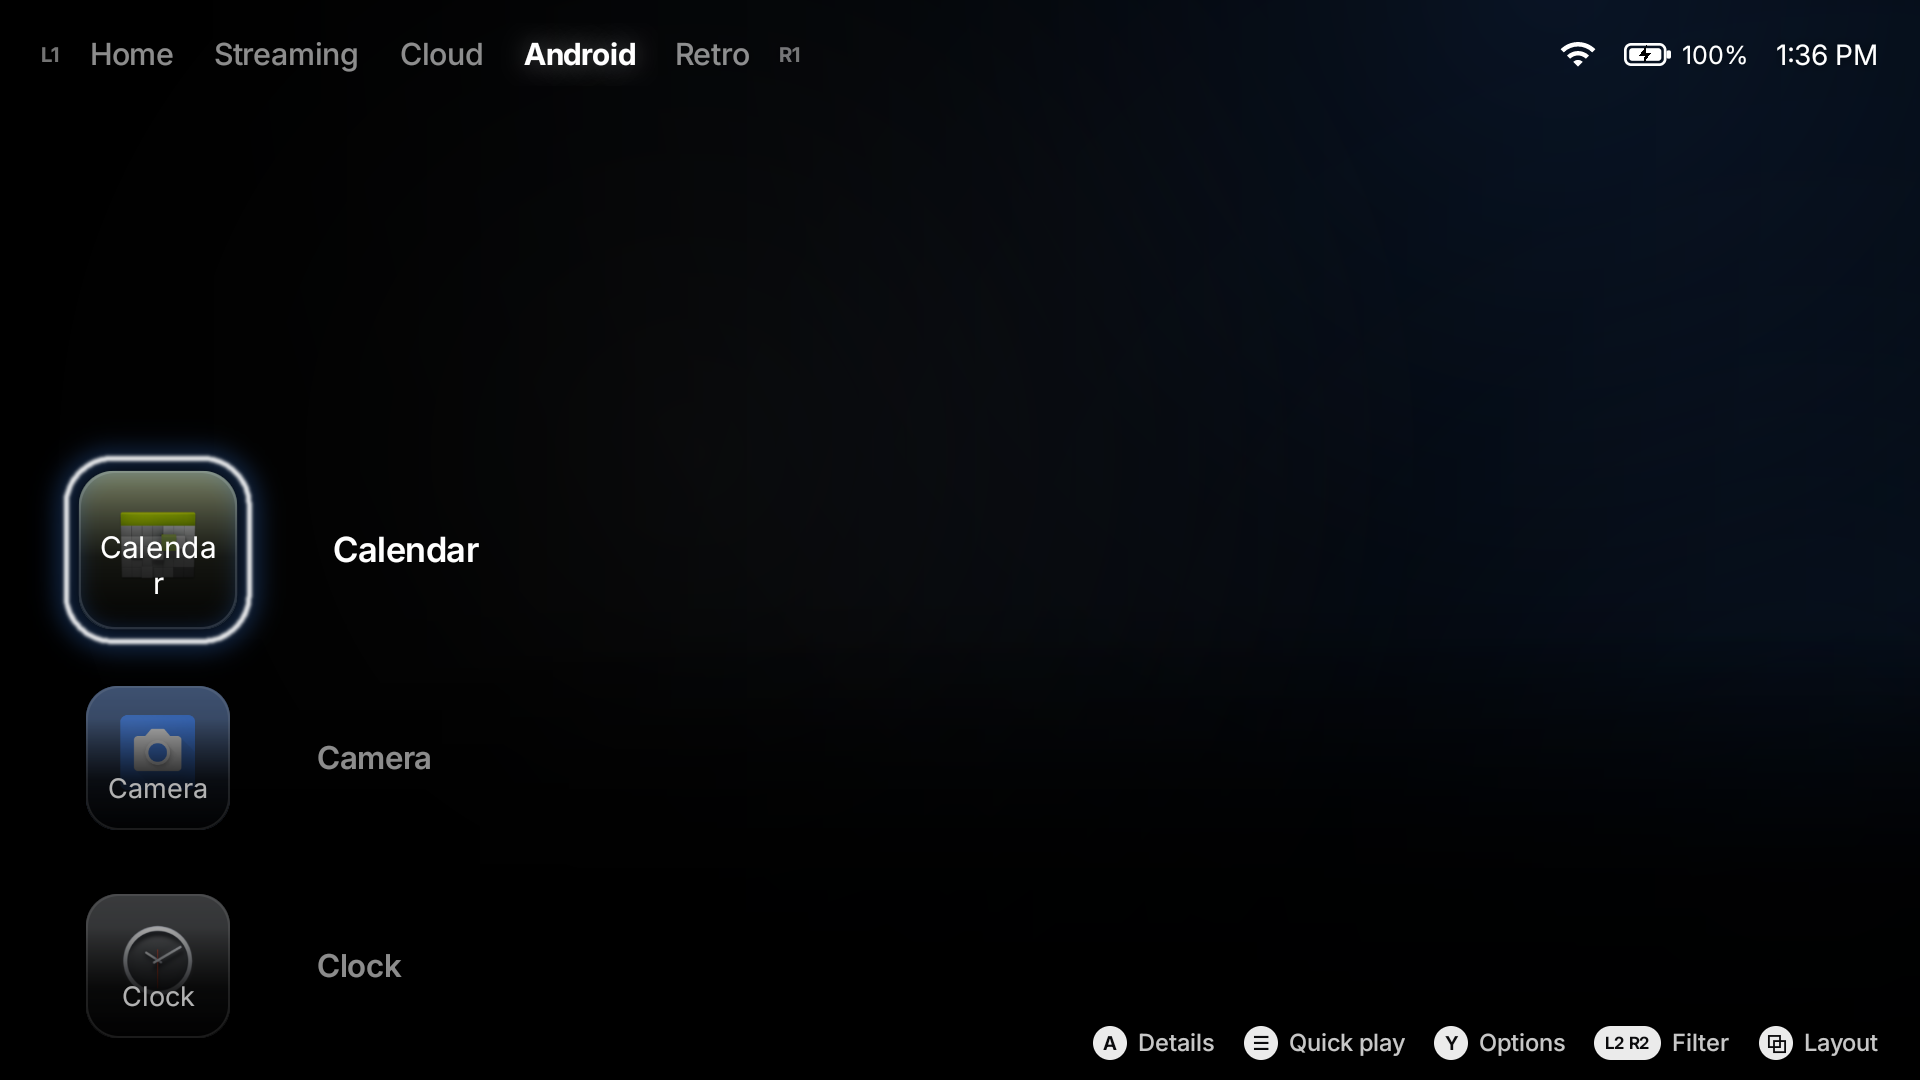 L1 Home Streaming Cloud Android Retro R1
100% 1:36 PM
Calenda
r
Calendar
Camera
Camera
Clock
Clock
A Details Quick play Y Options L2 R2 Filter Layout